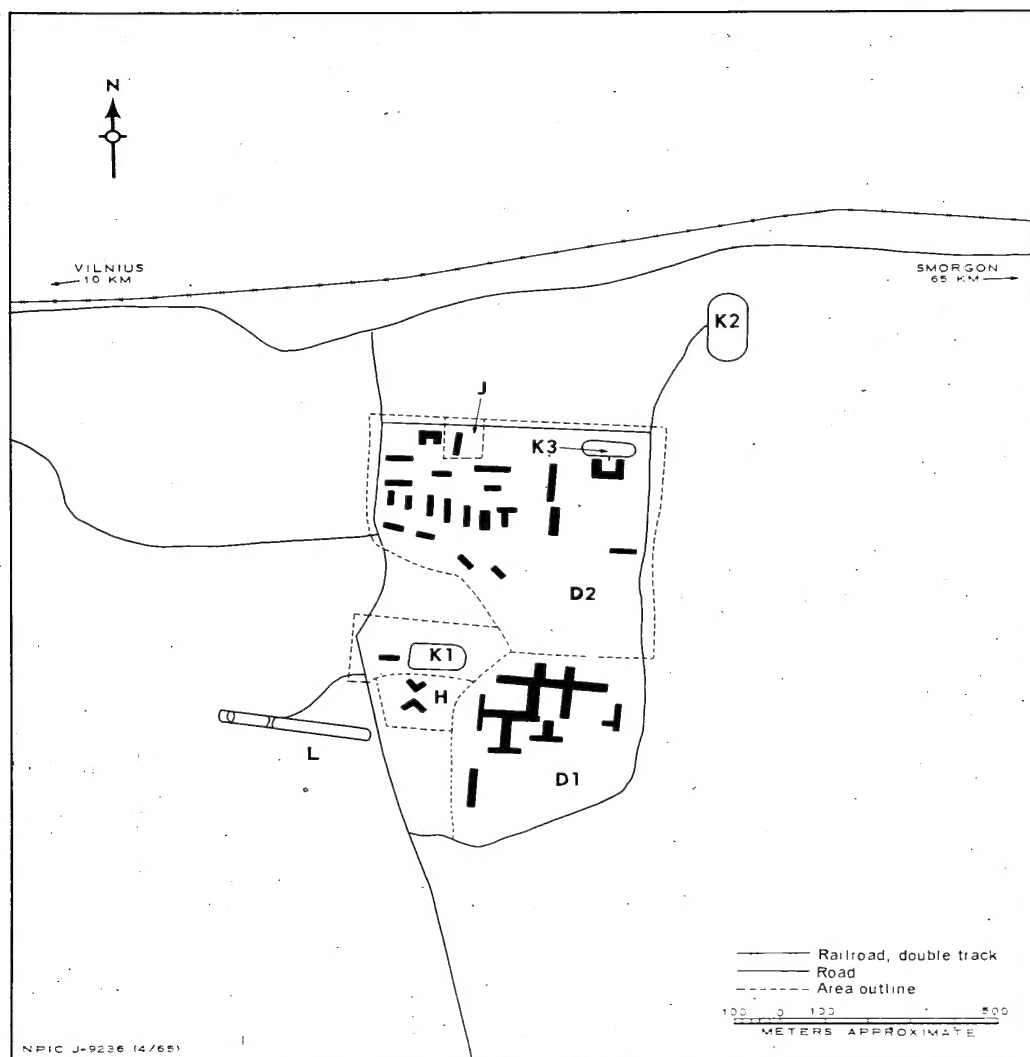 N
VILNIUS
10 KM
SMORGON
65 KM
K2
J
K3
D2
K1
H
L
D1
Railroad, double track
Road
Area outline
100 0 100 500
METERS APPROXIMATE
NPIC J-9236 (4/65)